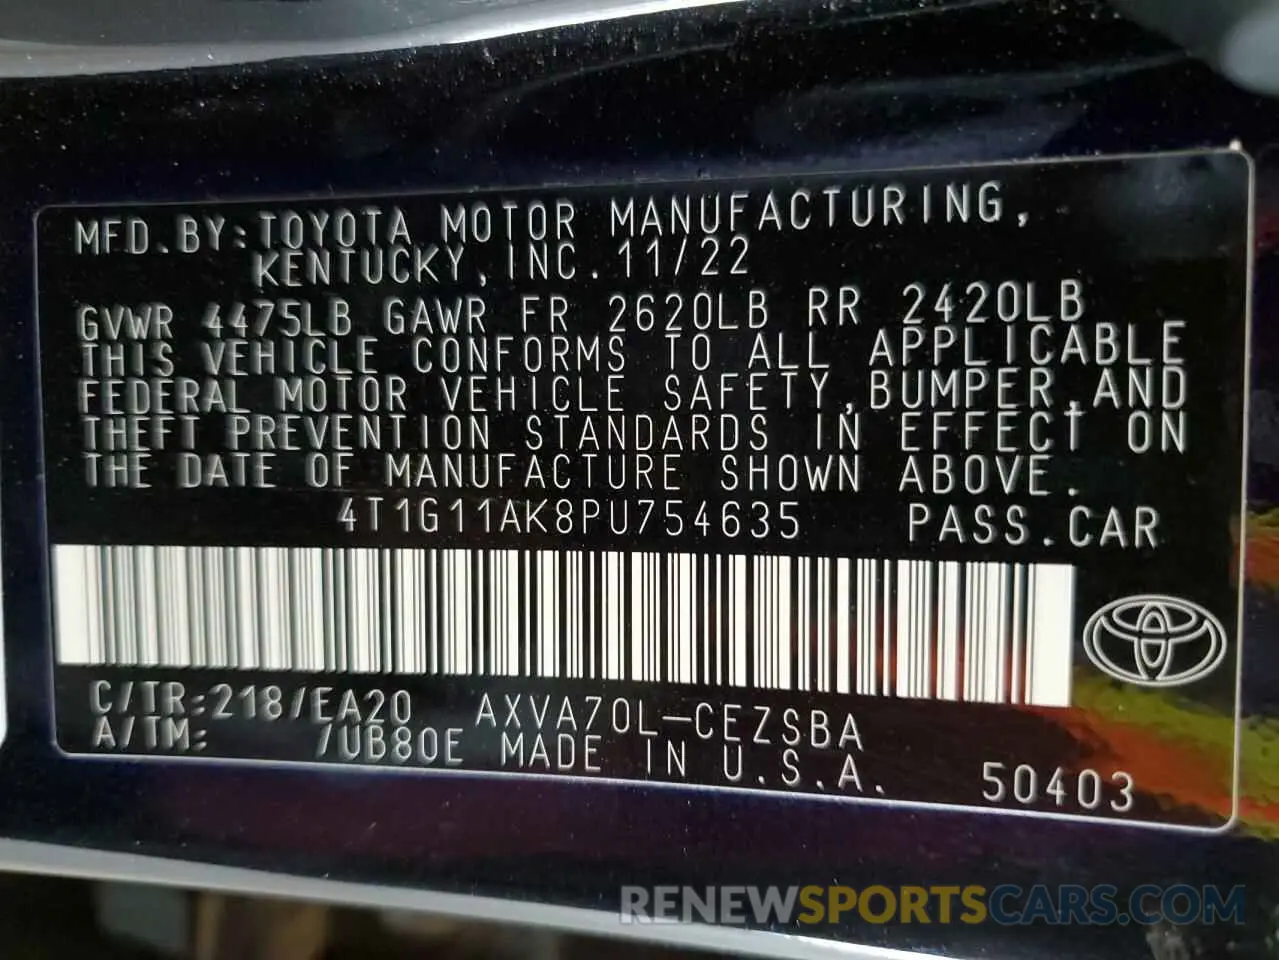 MFD.BY:TOYOTA MOTOR MANUFACTURING,
KENTUCKY,INC.11/22
GVWR 4475LB GAWR FR 2620LB RR 2420LB
THIS VEHICLE CONFORMS TO ALL APPLICABLE
FEDERAL MOTOR VEHICLE SAFETY,BUMPER,AND
THEFT PREVENTION STANDARDS IN EFFECT ON
THE DATE OF MANUFACTURE SHOWN ABOVE.
4T1G11AK8PU754635 PASS.CAR
C/TR:218/EA20 AXVA70L-CEZSBA
A/TM: /UB80E MADE IN U.S.A.
50403
RENEWSPORTSCARS.COM